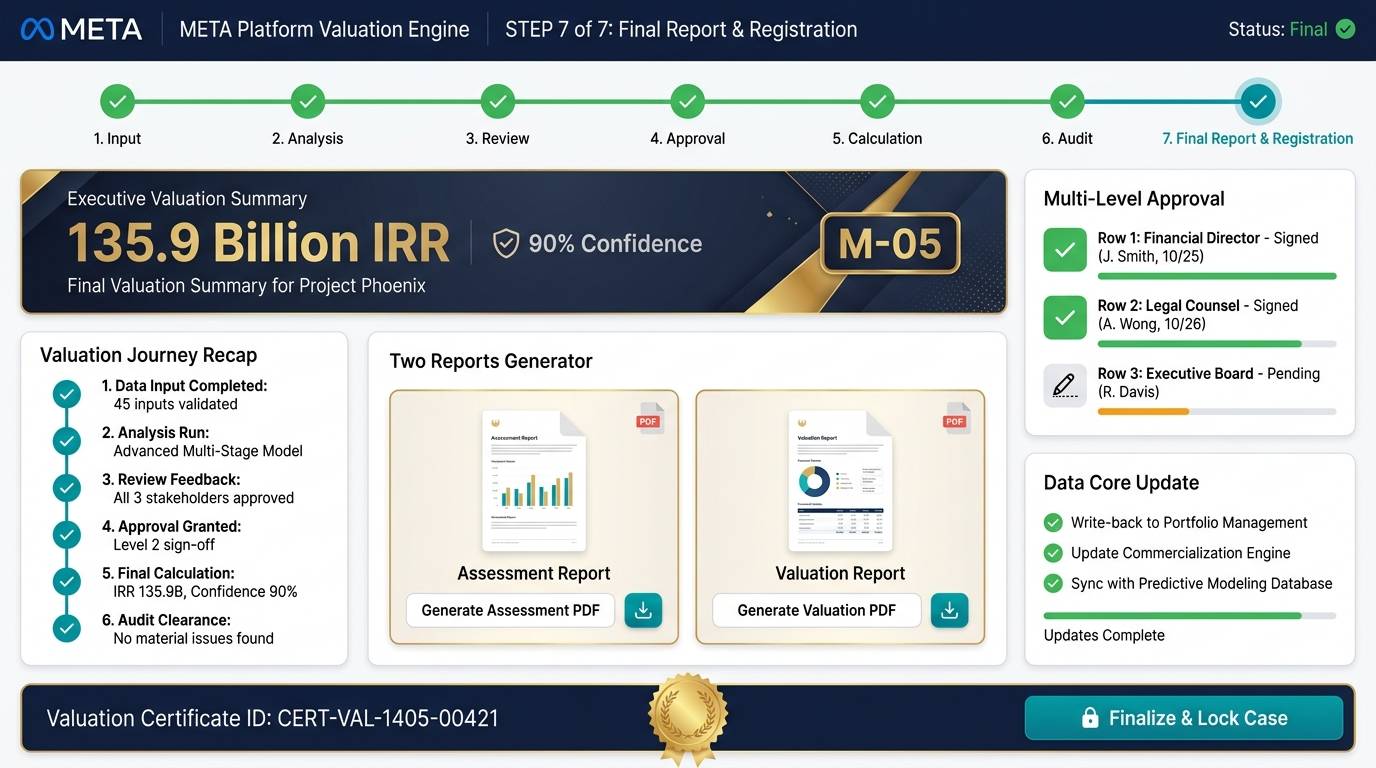 META
META Platform Valuation Engine
STEP 7 of 7: Final Report & Registration
Status: Final
1. Input
2. Analysis
3. Review
4. Approval
5. Calculation
6. Audit
7. Final Report & Registration
Executive Valuation Summary
135.9 Billion IRR
90% Confidence
Final Valuation Summary for Project Phoenix
M-05
Multi-Level Approval
Row 1: Financial Director - Signed
(J. Smith, 10/25)
Row 2: Legal Counsel - Signed
(A. Wong, 10/26)
Row 3: Executive Board - Pending
(R. Davis)
Valuation Journey Recap
1. Data Input Completed:
45 inputs validated
2. Analysis Run:
Advanced Multi-Stage Model
3. Review Feedback:
All 3 stakeholders approved
4. Approval Granted:
Level 2 sign-off
5. Final Calculation:
IRR 135.9B, Confidence 90%
6. Audit Clearance:
No material issues found
Two Reports Generator
PDF
Assessment Report
Assessment Report
Generate Assessment PDF
PDF
Valuation Report
Valuation Report
Generate Valuation PDF
Data Core Update
Write-back to Portfolio Management
Update Commercialization Engine
Sync with Predictive Modeling Database
Updates Complete
Valuation Certificate ID: CERT-VAL-1405-00421
Finalize & Lock Case